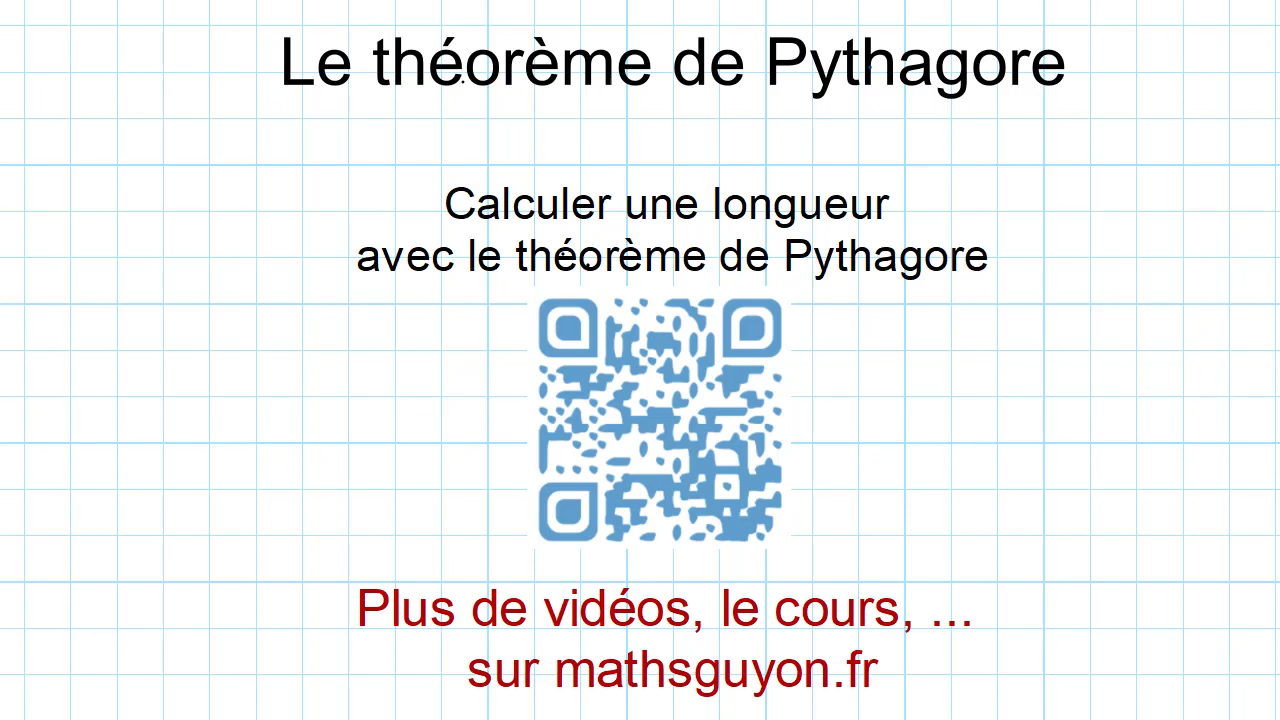 Le théorème de Pythagore
Calculer une longueur
avec le théorème de Pythagore
Plus de vidéos, le cours, ...
sur mathsguyon.fr